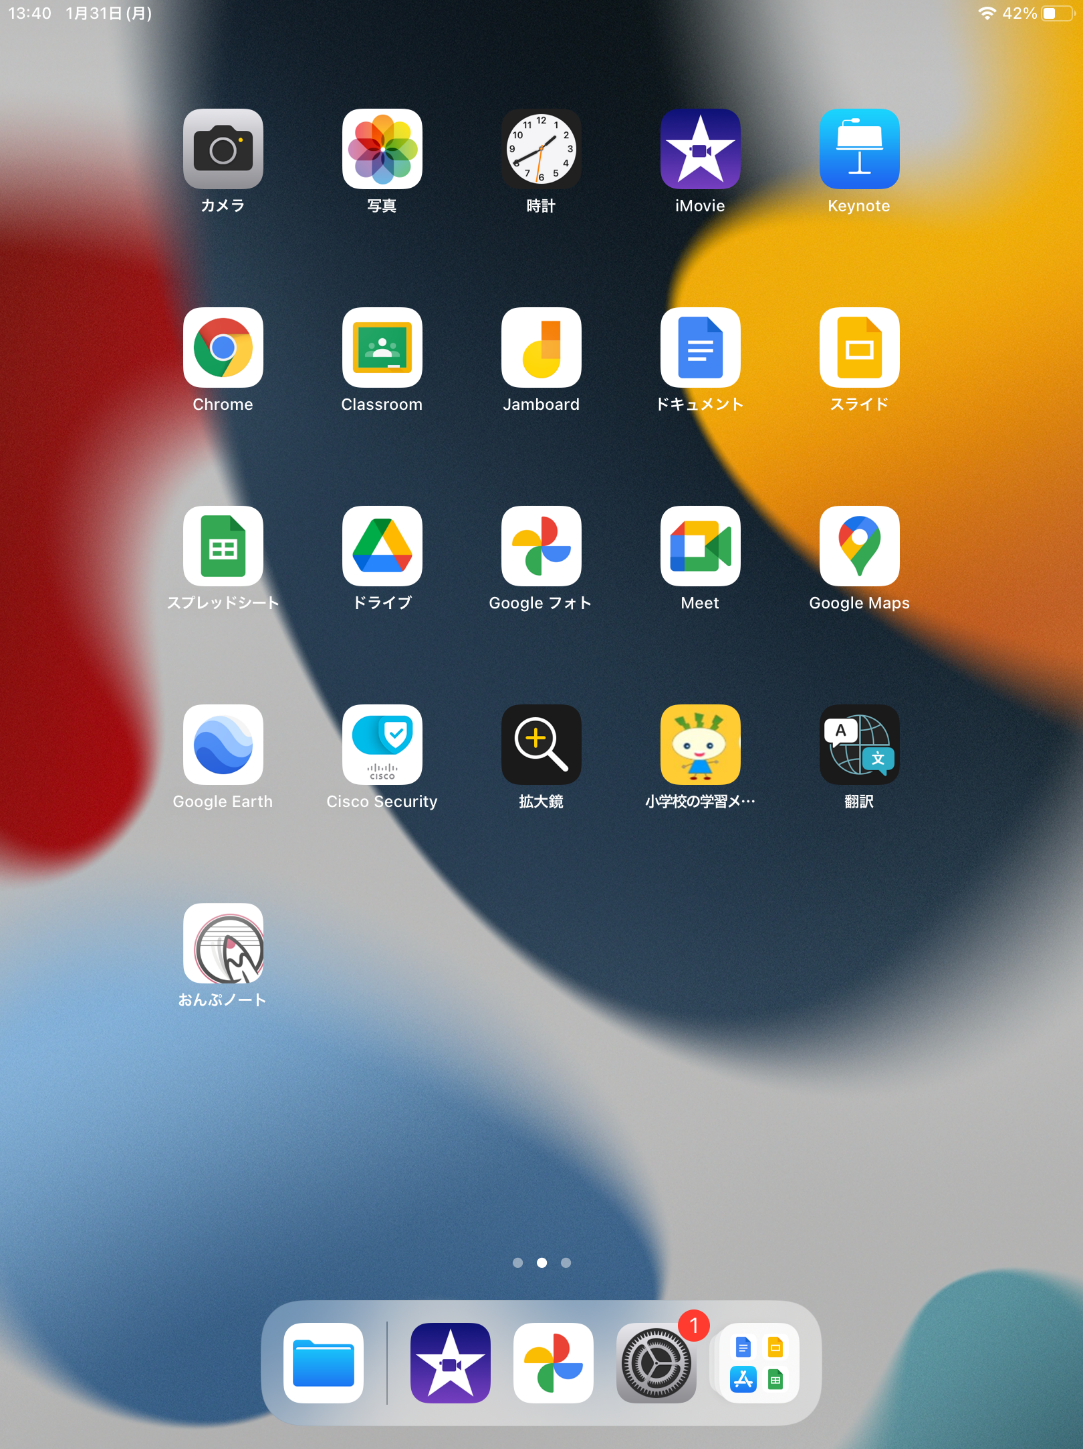 13:40 1月31日(月) 42%
カメラ 写真 時計 iMovie Keynote
Chrome Classroom Jamboard ドキュメント スライド
スプレッドシート ドライブ Google フォト Meet Google Maps
CISCO
A 文
Google Earth Cisco Security 拡大鏡 小学校の学習メ… 翻訳
おんぷノート
1